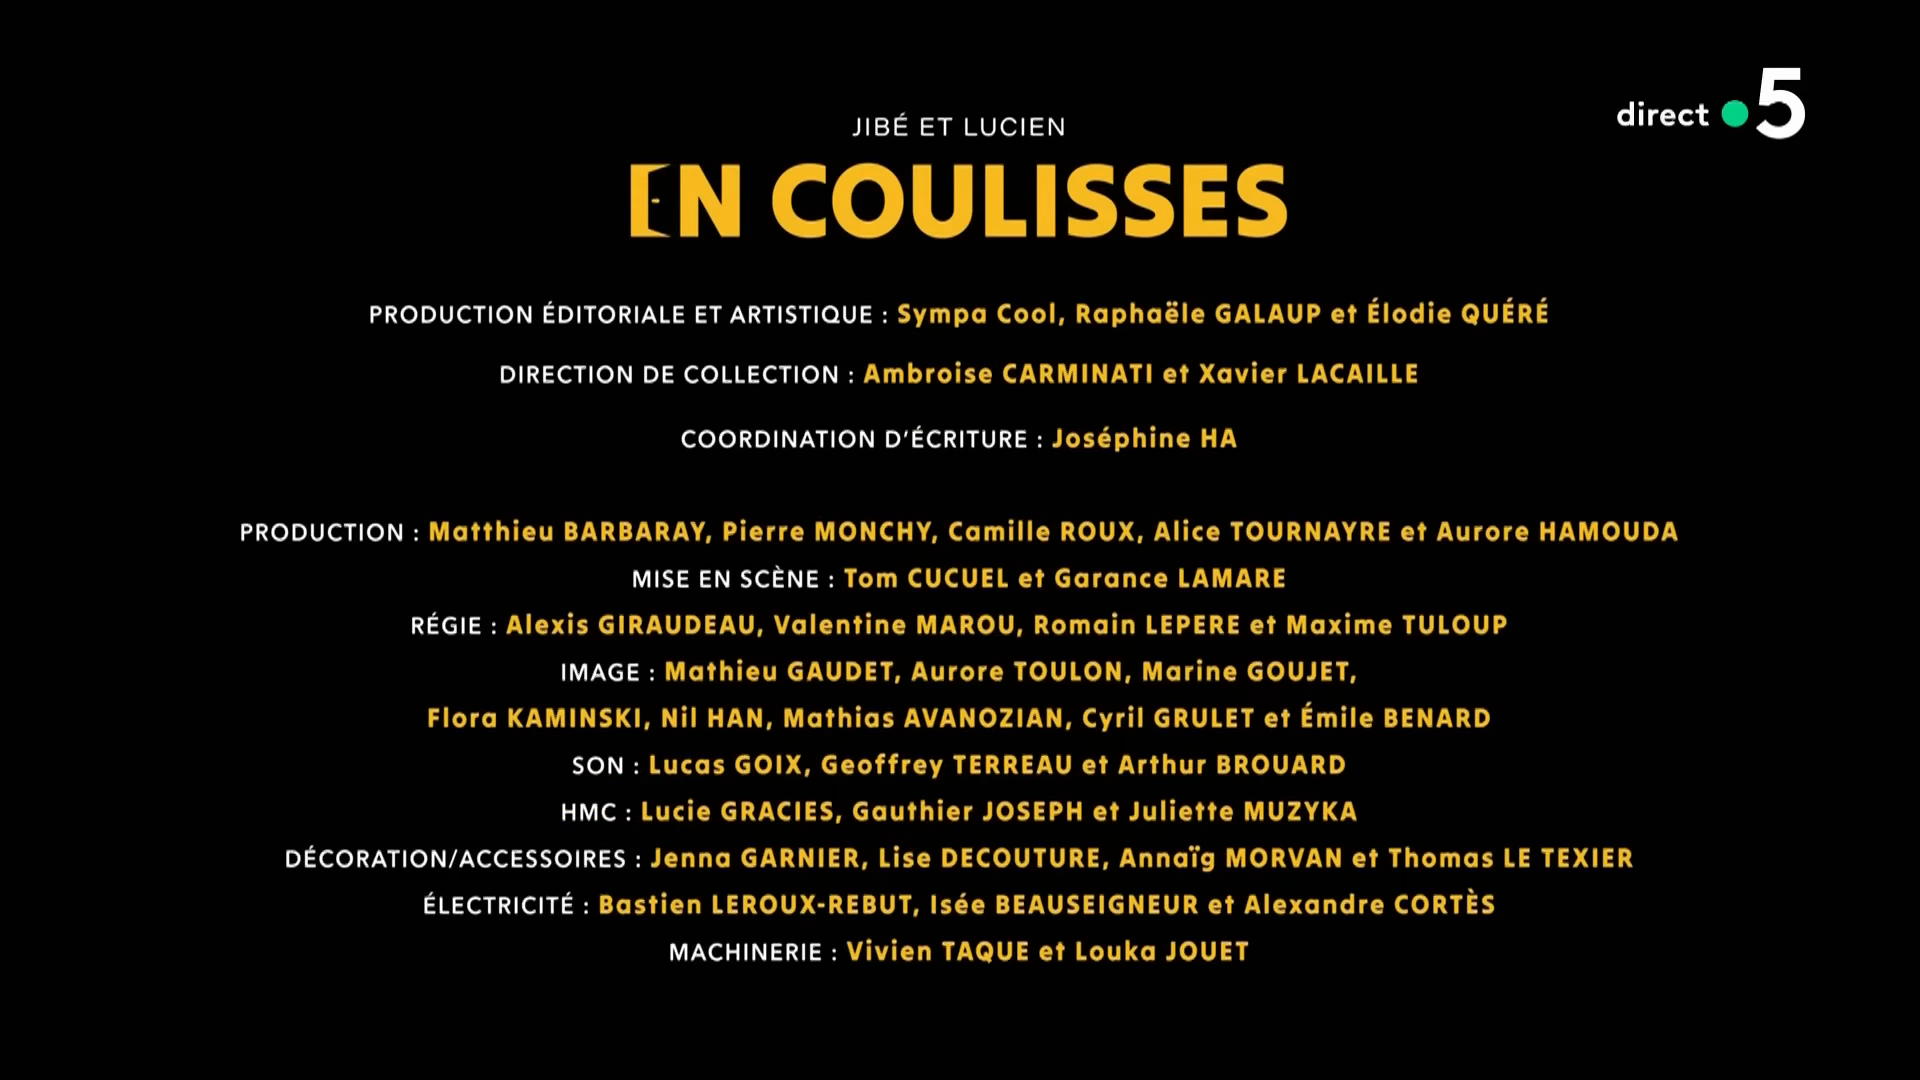 direct 5
JIBÉ ET LUCIEN
EN COULISSES
PRODUCTION ÉDITORIALE ET ARTISTIQUE : Sympa Cool, Raphaële GALAUP et Élodie QUÉRÉ
DIRECTION DE COLLECTION : Ambroise CARMINATI et Xavier LACAILLE
COORDINATION D'ÉCRITURE : Joséphine HA
PRODUCTION : Matthieu BARBARAY, Pierre MONCHY, Camille ROUX, Alice TOURNAYRE et Aurore HAMOUDA
MISE EN SCÈNE : Tom CUCUEL et Garance LAMARE
RÉGIE : Alexis GIRAUDEAU, Valentine MAROU, Romain LEPERE et Maxime TULOUP
IMAGE : Mathieu GAUDET, Aurore TOULON, Marine GOUJET,
Flora KAMINSKI, Nil HAN, Mathias AVANOZIAN, Cyril GRULET et Émile BENARD
SON : Lucas GOIX, Geoffrey TERREAU et Arthur BROUARD
HMC : Lucie GRACIES, Gauthier JOSEPH et Juliette MUZYKA
DÉCORATION/ACCESSOIRES : Jenna GARNIER, Lise DECOUTURE, Annaïg MORVAN et Thomas LE TEXIER
ÉLECTRICITÉ : Bastien LEROUX-REBUT, Isée BEAUSEIGNEUR et Alexandre CORTÈS
MACHINERIE : Vivien TAQUE et Louka JOUET